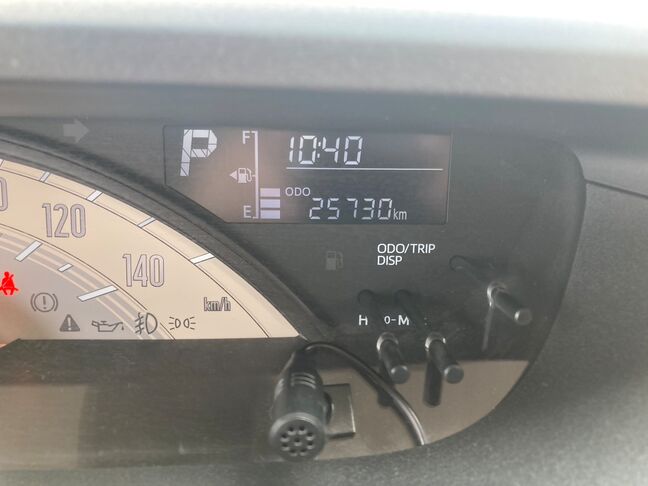 P
F
10:40
ODO
E
25730km
120
140
km/h
ODO/TRIP
DISP
H 0- M